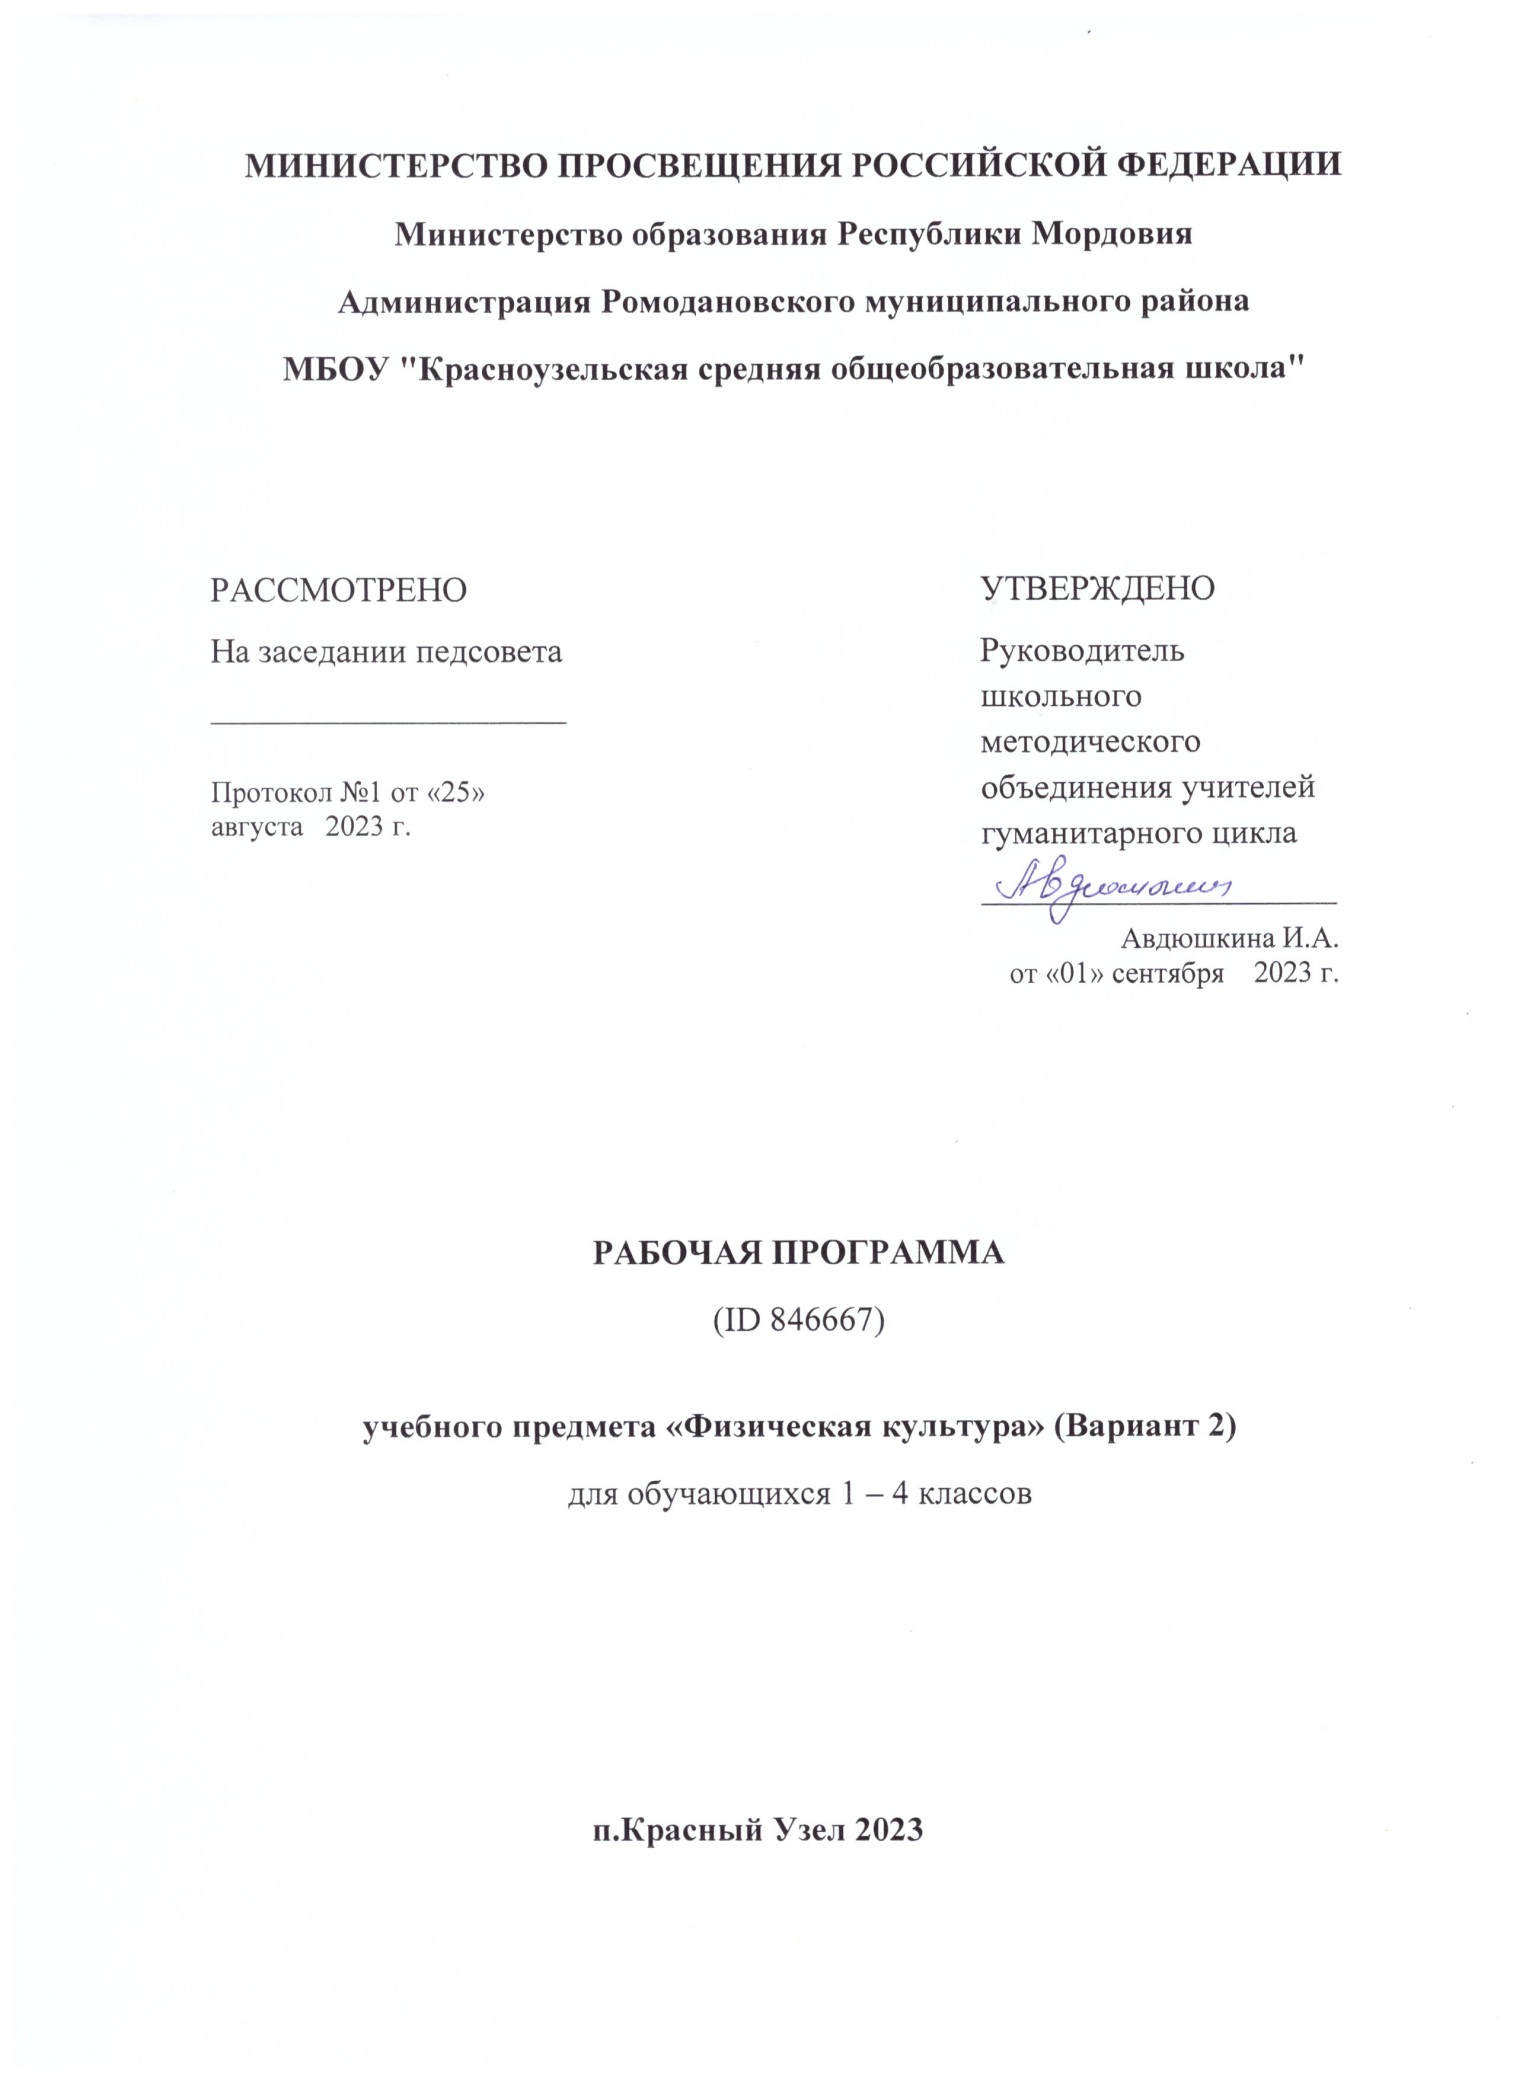 МИНИСТЕРСТВО ПРОСВЕЩЕНИЯ РОССИЙСКОЙ ФЕДЕРАЦИИ
Министерство образования Республики Мордовия
Администрация Ромодановского муниципального района
МБОУ "Красноузельская средняя общеобразовательная школа"
РАССМОТРЕНО
На заседании педсовета
Протокол №1 от «25»
августа 2023 г.
УТВЕРЖДЕНО
Руководитель
школьного
методического
объединения учителей
гуманитарного цикла
Авдюшкина И.А.
от «01» сентября 2023 г.
РАБОЧАЯ ПРОГРАММА
(ID 846667)
учебного предмета «Физическая культура» (Вариант 2)
для обучающихся 1 – 4 классов
п.Красный Узел 2023